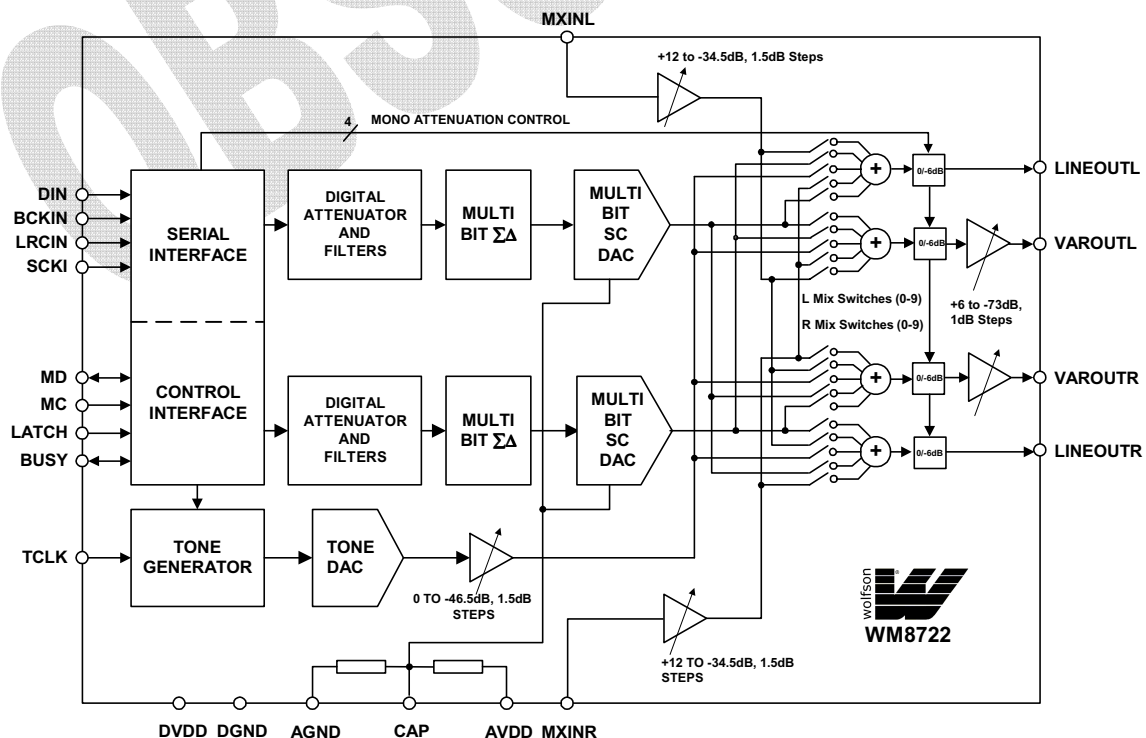 OBSO
MXINL
+12 to -34.5dB, 1.5dB Steps
4
MONO ATTENUATION CONTROL
DIN
BCKIN
LRCIN
SCKI
SERIAL
INTERFACE
DIGITAL
ATTENUATOR
AND
FILTERS
MULTI
BIT ΣΔ
MULTI
BIT
SC
DAC
+
0/-6dB
LINEOUTL
+
0/-6dB
VAROUTL
+6 to -73dB,
1dB Steps
L Mix Switches (0-9)
R Mix Switches (0-9)
MD
MC
LATCH
BUSY
CONTROL
INTERFACE
DIGITAL
ATTENUATOR
AND
FILTERS
MULTI
BIT ΣΔ
MULTI
BIT
SC
DAC
+
0/-6dB
VAROUTR
+
0/-6dB
LINEOUTR
TCLK
TONE
GENERATOR
TONE
DAC
0 TO -46.5dB, 1.5dB
STEPS
+12 TO -34.5dB, 1.5dB
STEPS
wolfson
WM8722
DVDD
DGND
AGND
CAP
AVDD
MXINR